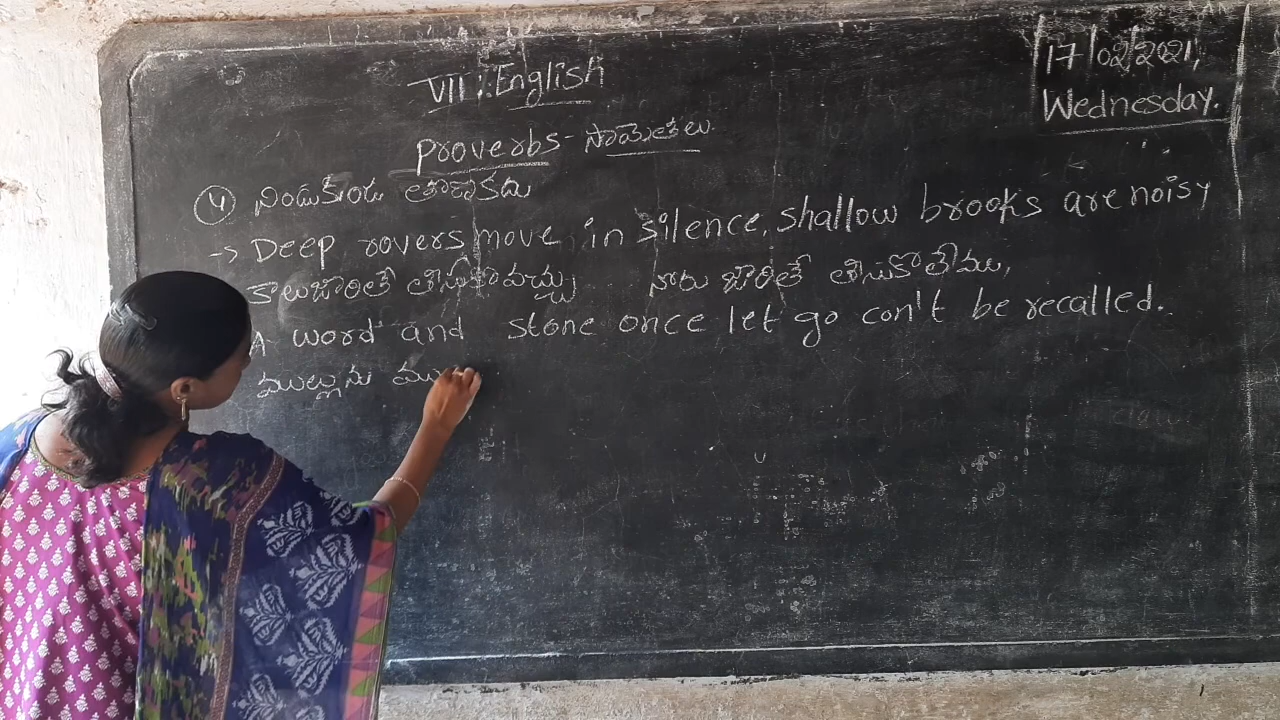 VII : English
17/02/2021,
Wednesday.
Proverbs - సామెతలు.
4 నిండుకుండ తొణకదు
-> Deep rovers move in silence, shallow brooks are noisy
కాలుజారితే తీసుకోవచ్చు నోరు జారితే తీసుకోలేము,
A word and stone once let go con't be recalled.
ముల్లును ము